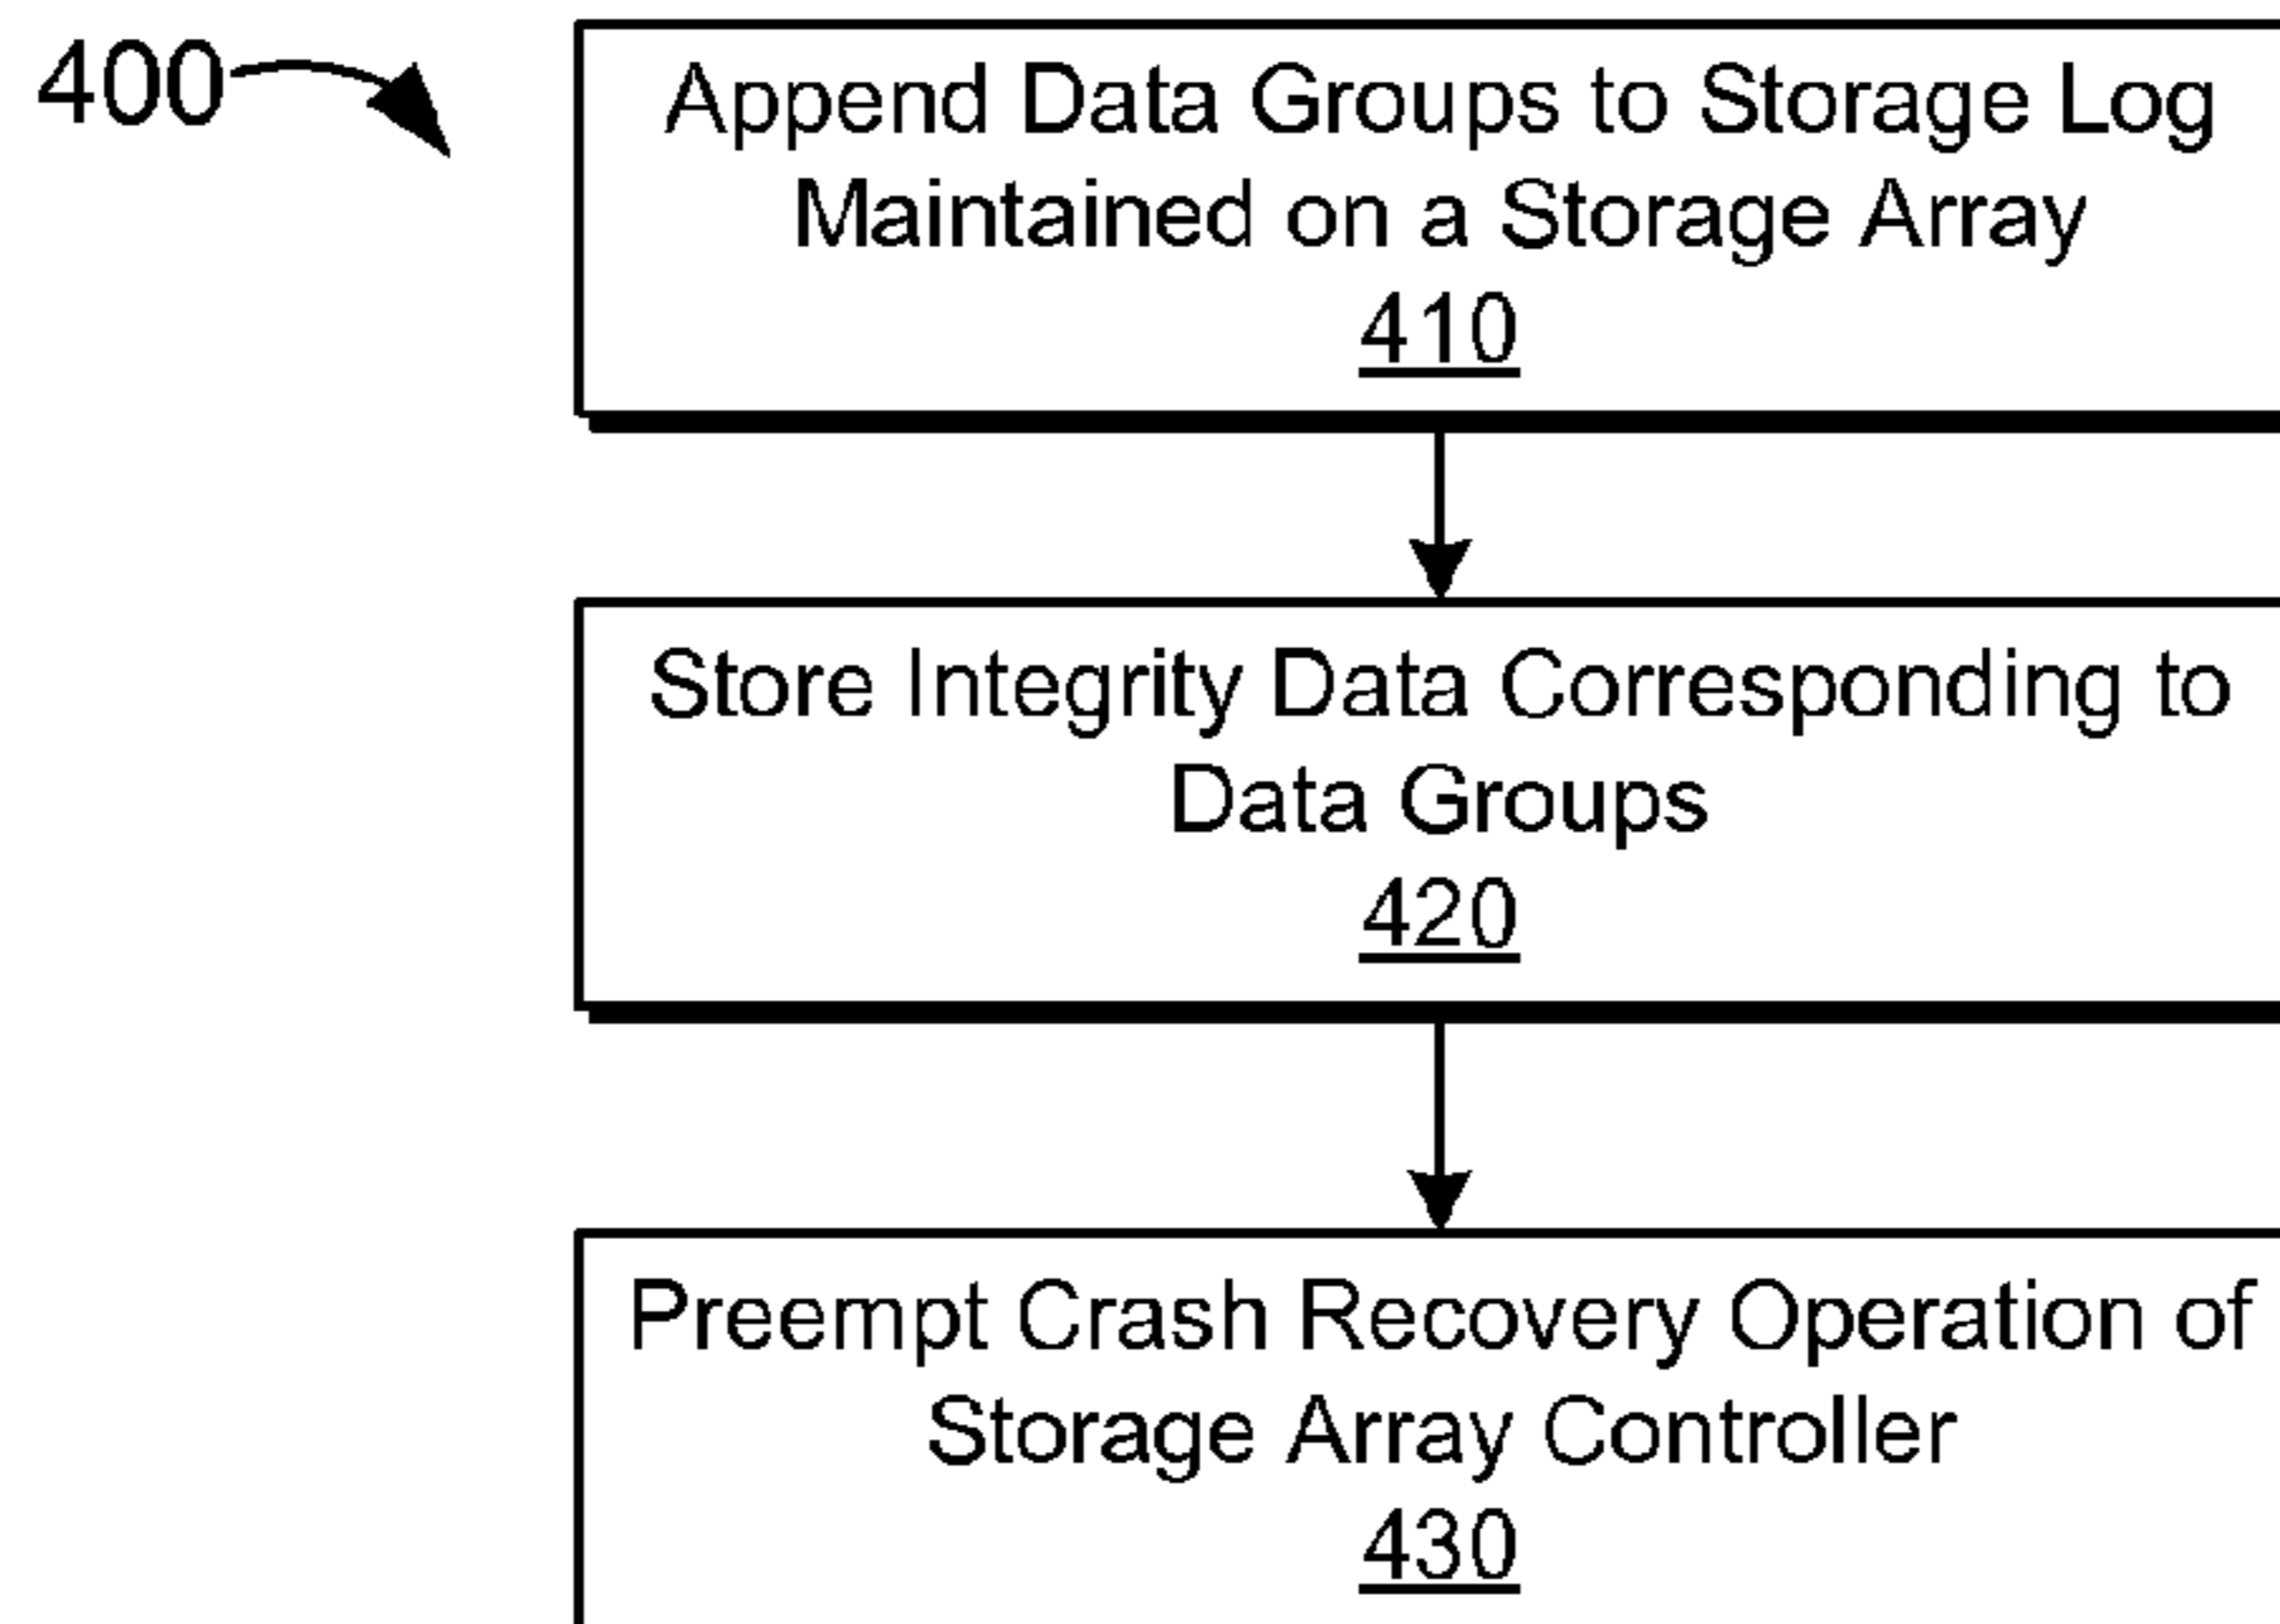 400
Append Data Groups to Storage Log
Maintained on a Storage Array
410
Store Integrity Data Corresponding to
Data Groups
420
Preempt Crash Recovery Operation of
Storage Array Controller
430